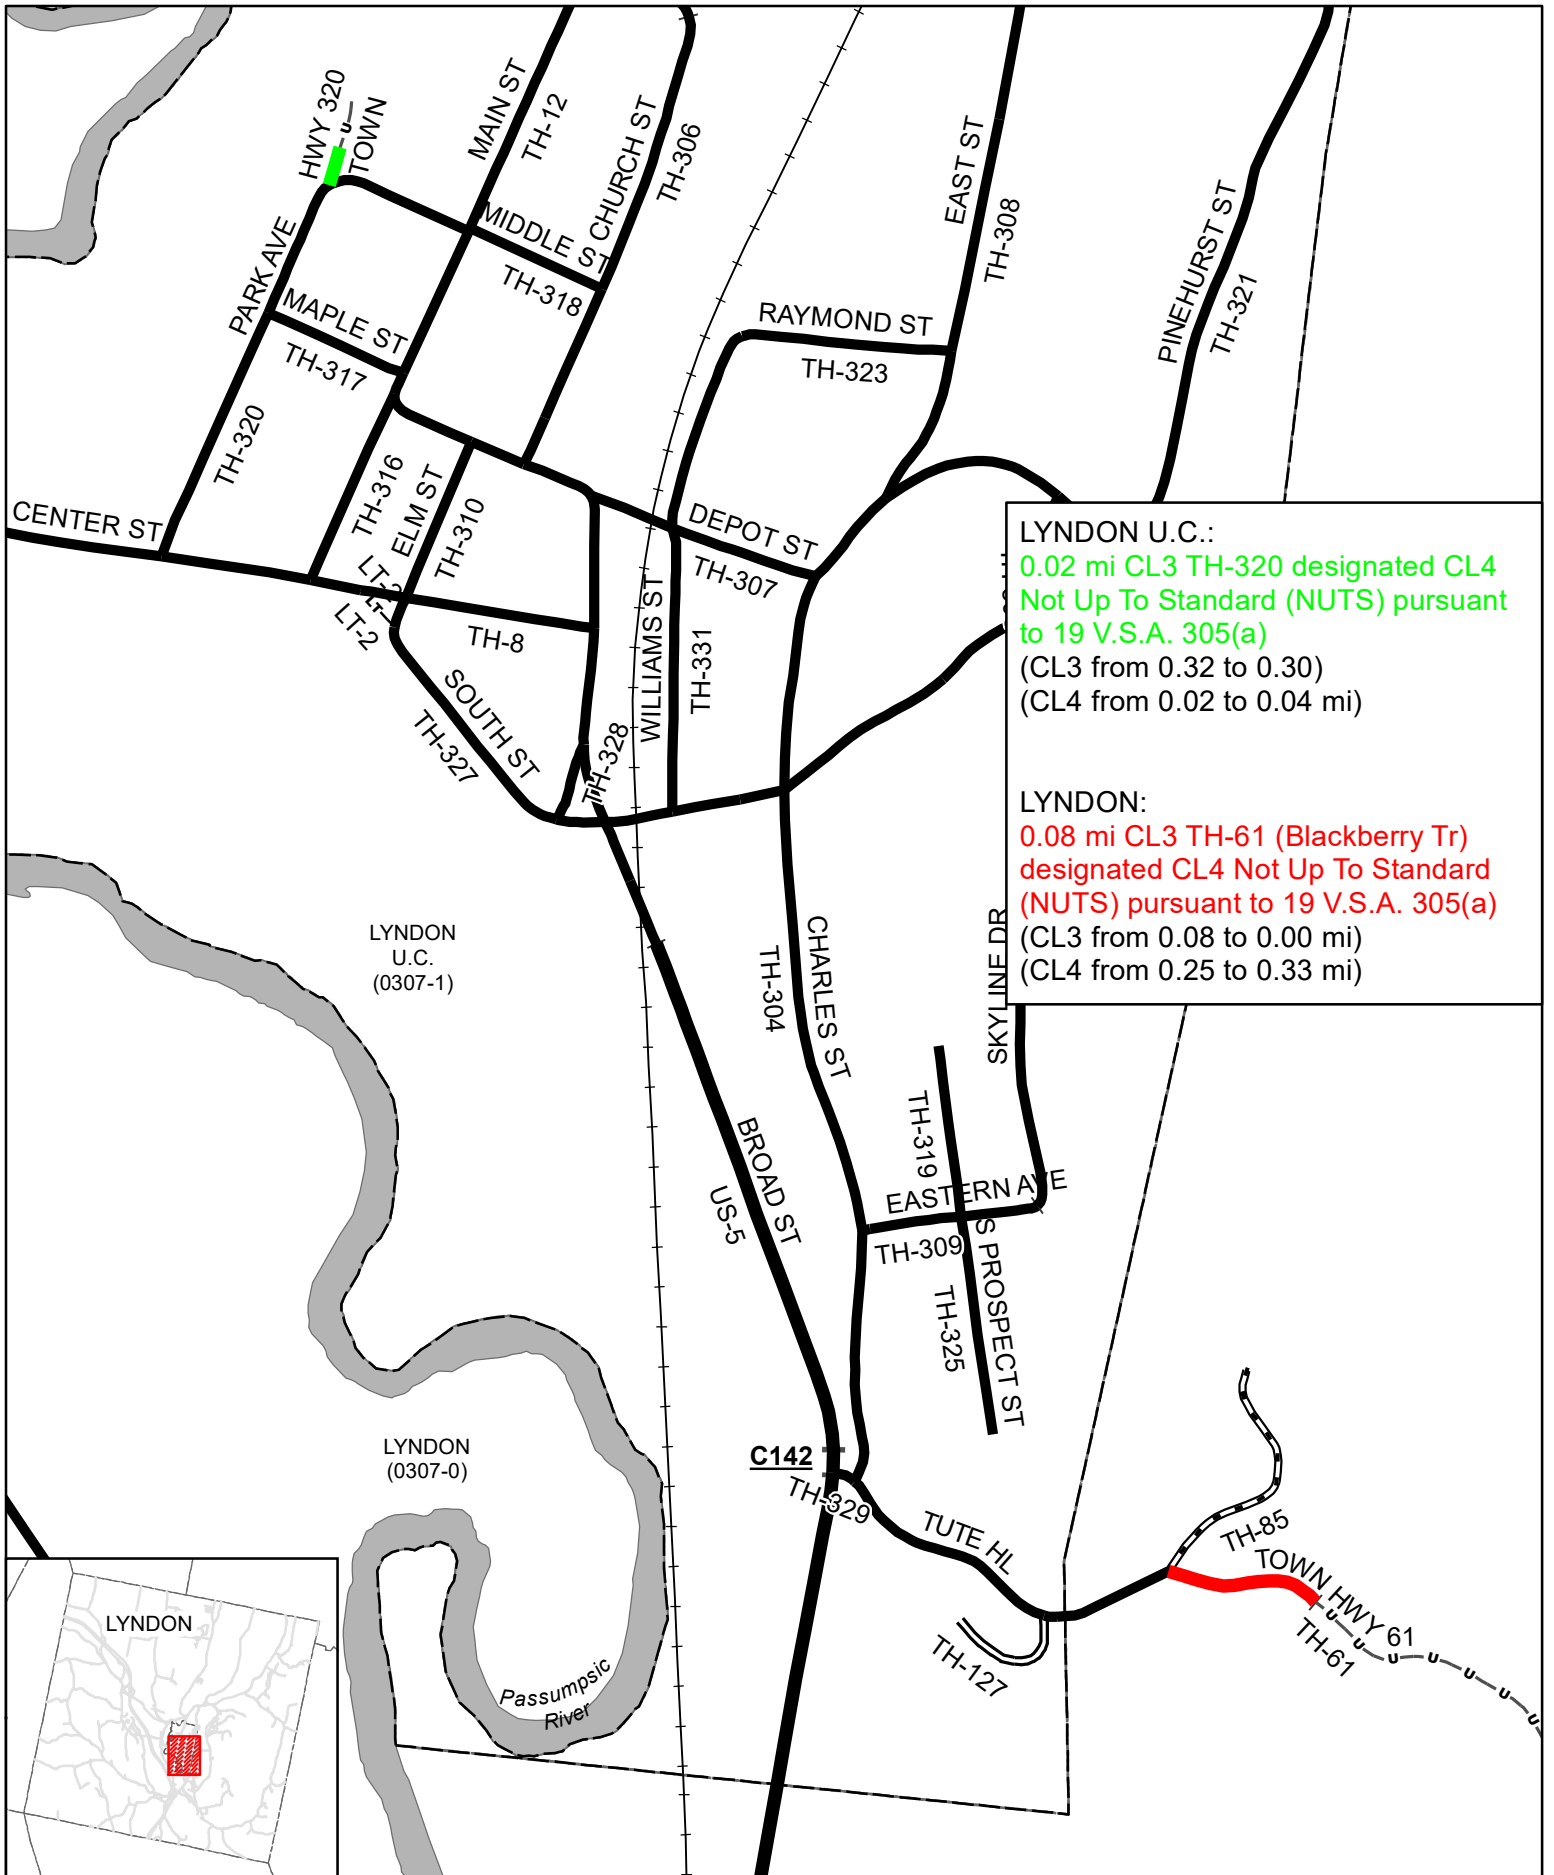 HWY 320
TOWN
MAIN ST
TH-12
CHURCH ST
TH-306
EAST ST
TH-308
PINEHURST ST
TH-321
PARK AVE
MIDDLE ST
TH-318
MAPLE ST
TH-317
RAYMOND ST
TH-323
TH-320
TH-316
ELM ST
TH-310
CENTER ST
DEPOT ST
TH-307
LT-2
TH-8
WILLIAMS ST
TH-331
SOUTH ST
TH-327
TH-328
LYNDON U.C.:
0.02 mi CL3 TH-320 designated CL4
Not Up To Standard (NUTS) pursuant
to 19 V.S.A. 305(a)
(CL3 from 0.32 to 0.30)
(CL4 from 0.02 to 0.04 mi)
LYNDON:
0.08 mi CL3 TH-61 (Blackberry Tr)
designated CL4 Not Up To Standard
(NUTS) pursuant to 19 V.S.A. 305(a)
(CL3 from 0.08 to 0.00 mi)
(CL4 from 0.25 to 0.33 mi)
LYNDON
U.C.
(0307-1)
CHARLES ST
TH-304
SKYLINE DR
BROAD ST
US-5
TH-319
EASTERN AVE
TH-309
S PROSPECT ST
TH-325
LYNDON
(0307-0)
C142
TH-329
TUTE HL
TH-85
TOWN HWY 61
TH-61
TH-127
Passumpsic
River
LYNDON